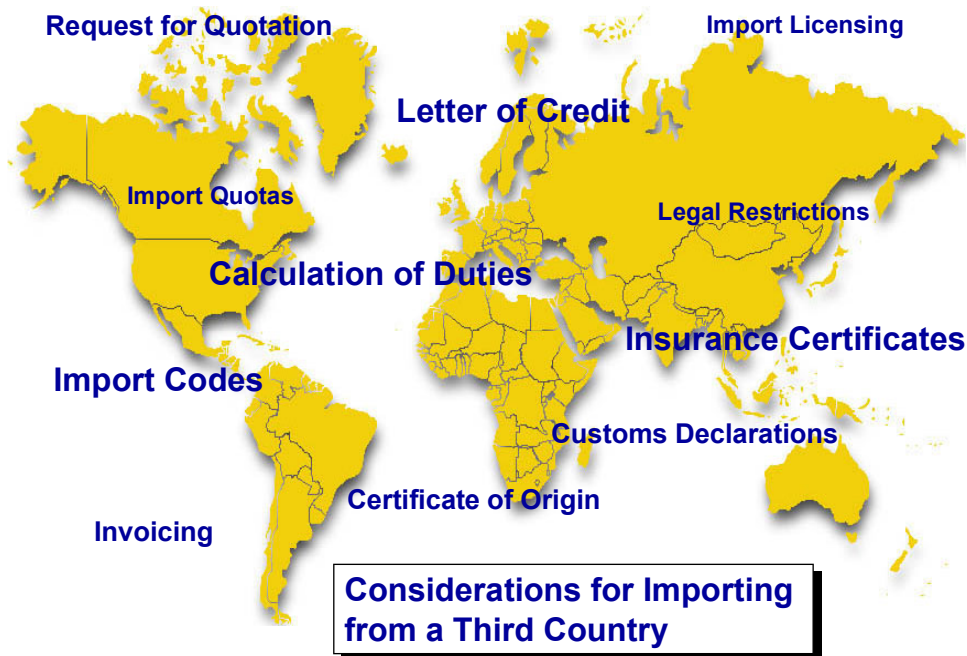 Request for Quotation
Import Licensing
Letter of Credit
Import Quotas
Legal Restrictions
Calculation of Duties
Insurance Certificates
Import Codes
Customs Declarations
Certificate of Origin
Invoicing
Considerations for Importing
from a Third Country